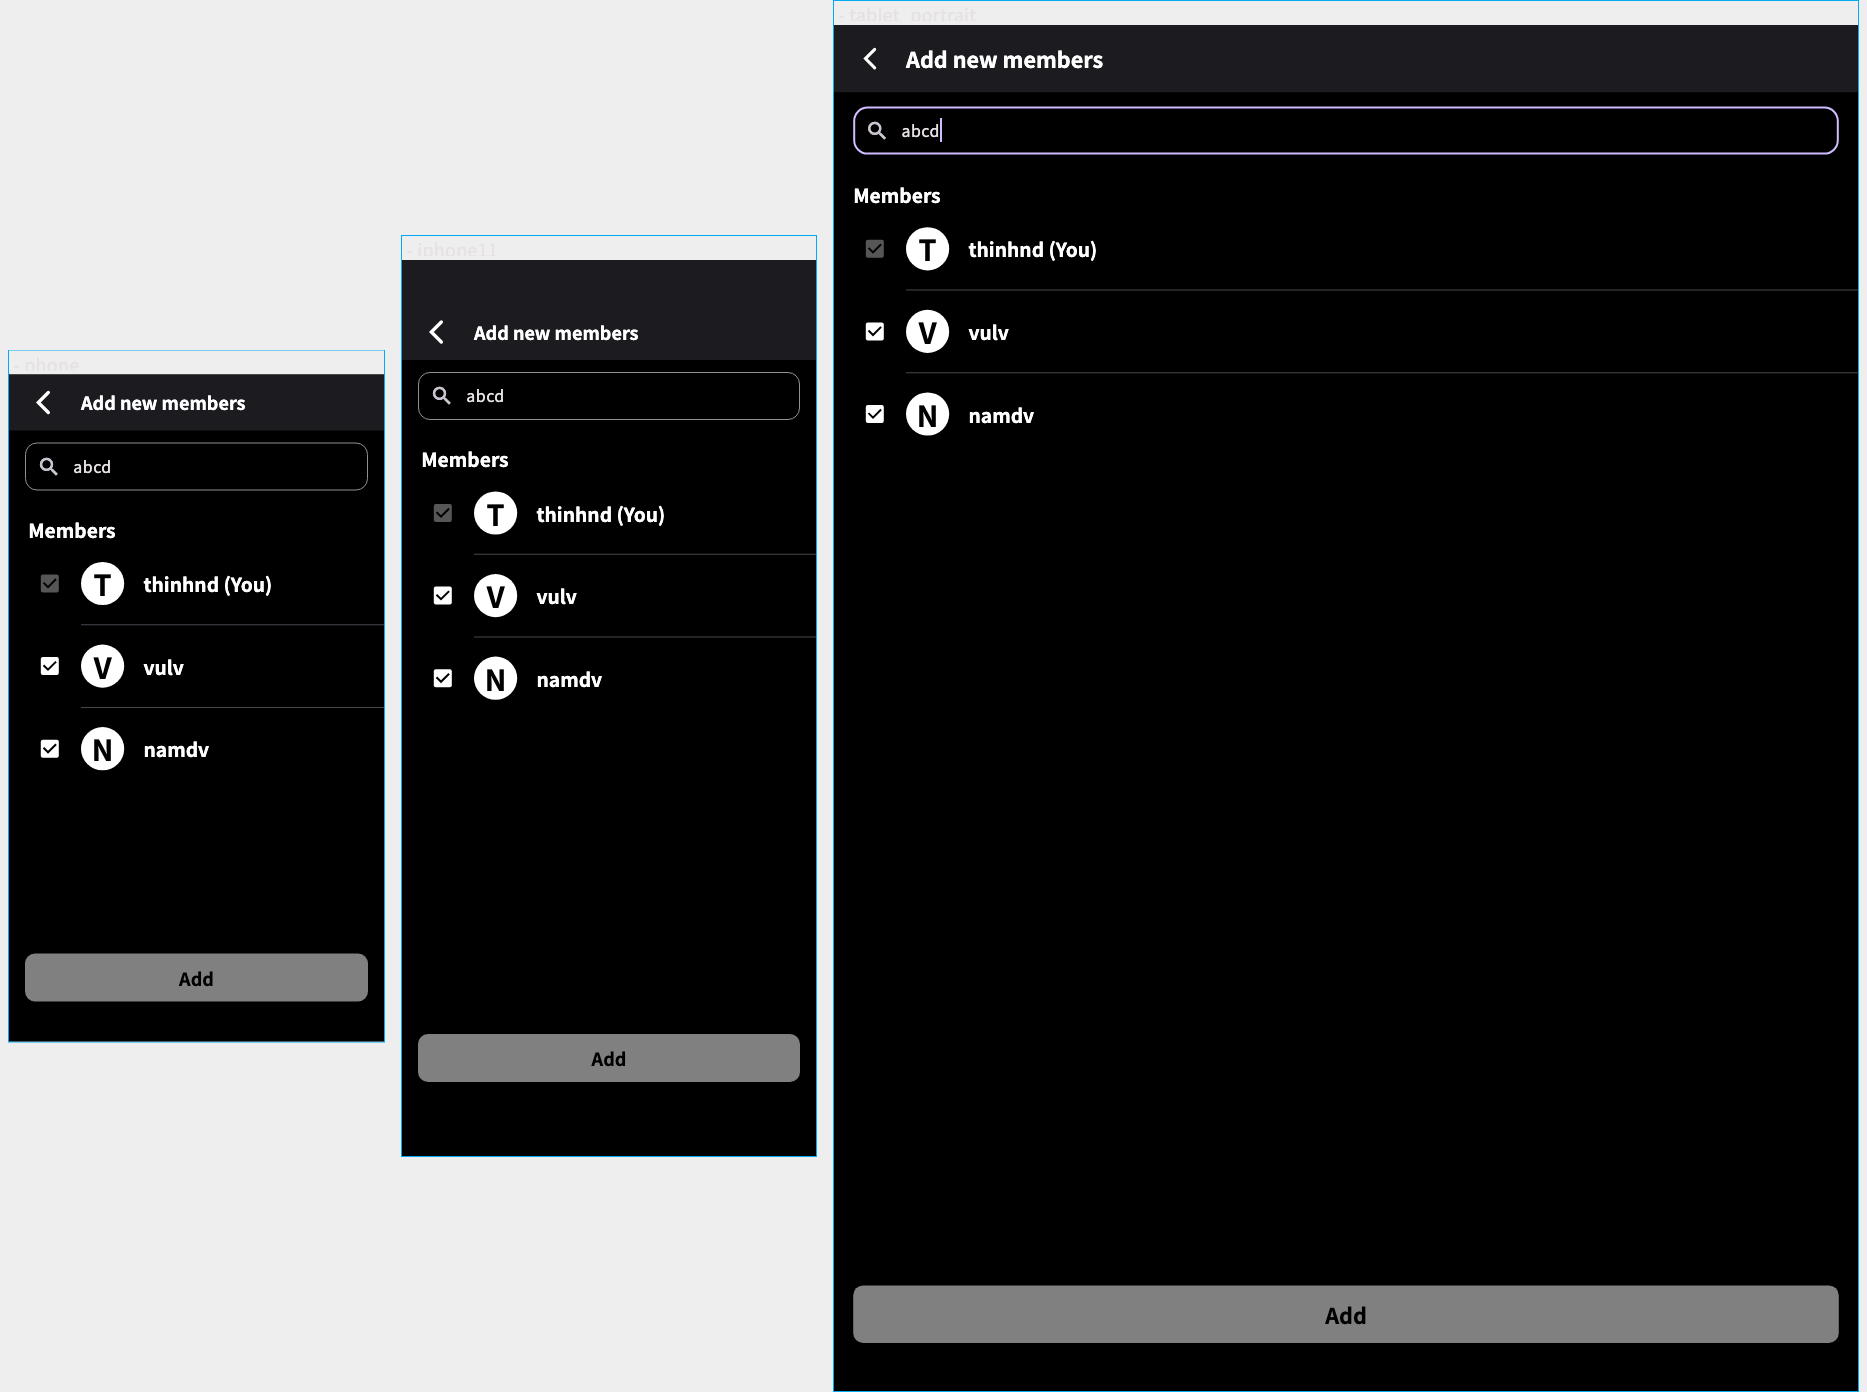 - phone
Add new members
abcd
Members
T thinhnd (You)
V vulv
N namdv
Add
- iphone11
Add new members
abcd
Members
T thinhnd (You)
V vulv
N namdv
Add
- tablet_portrait
Add new members
abcd
Members
T thinhnd (You)
V vulv
N namdv
Add